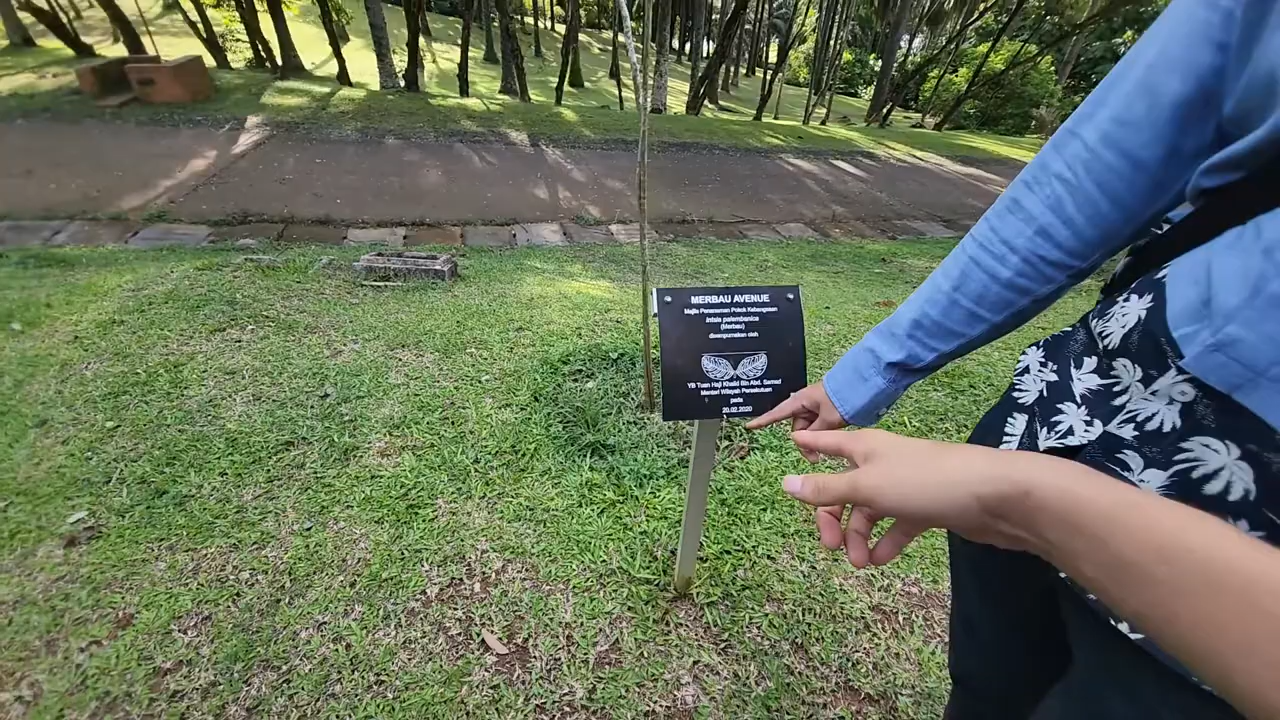 MERBAU AVENUE
Majlis Penanaman Pokok Kebangsaan
Intsia palembanica
(Merbau)
disempurnakan oleh
YB Tuan Haji Khalid Bin Abd. Samad
Menteri Wilayah Persekutuan
pada
20.02.2020